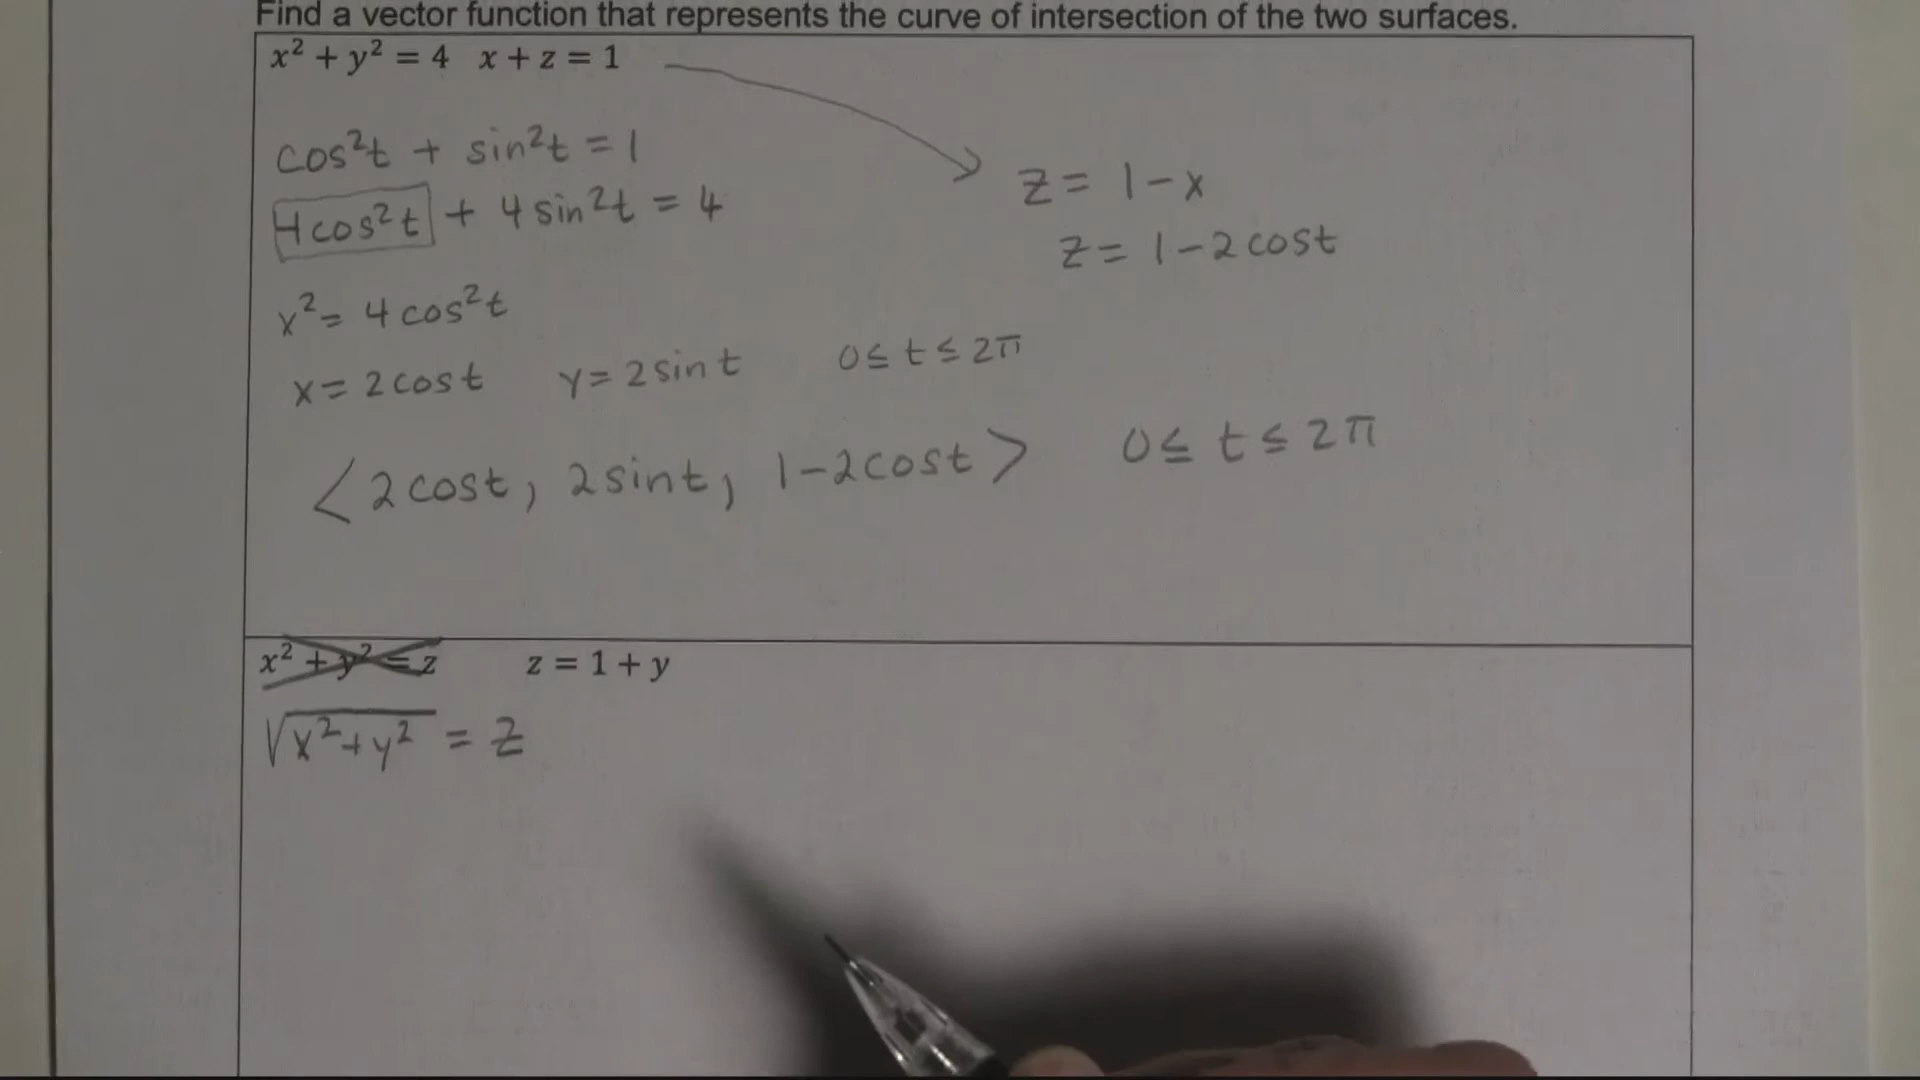 Find a vector function that represents the curve of intersection of the two surfaces.
x² + y² = 4   x + z = 1
cos²t + sin²t = 1
4cos²t + 4sin²t = 4
z = 1 - x
z = 1 - 2cost
x² = 4cos²t
x = 2cost   y = 2sint   0 ≤ t ≤ 2π
<2cost, 2sint, 1-2cost>   0 ≤ t ≤ 2π
x² + y² = z   z = 1 + y
√(x²+y²) = z